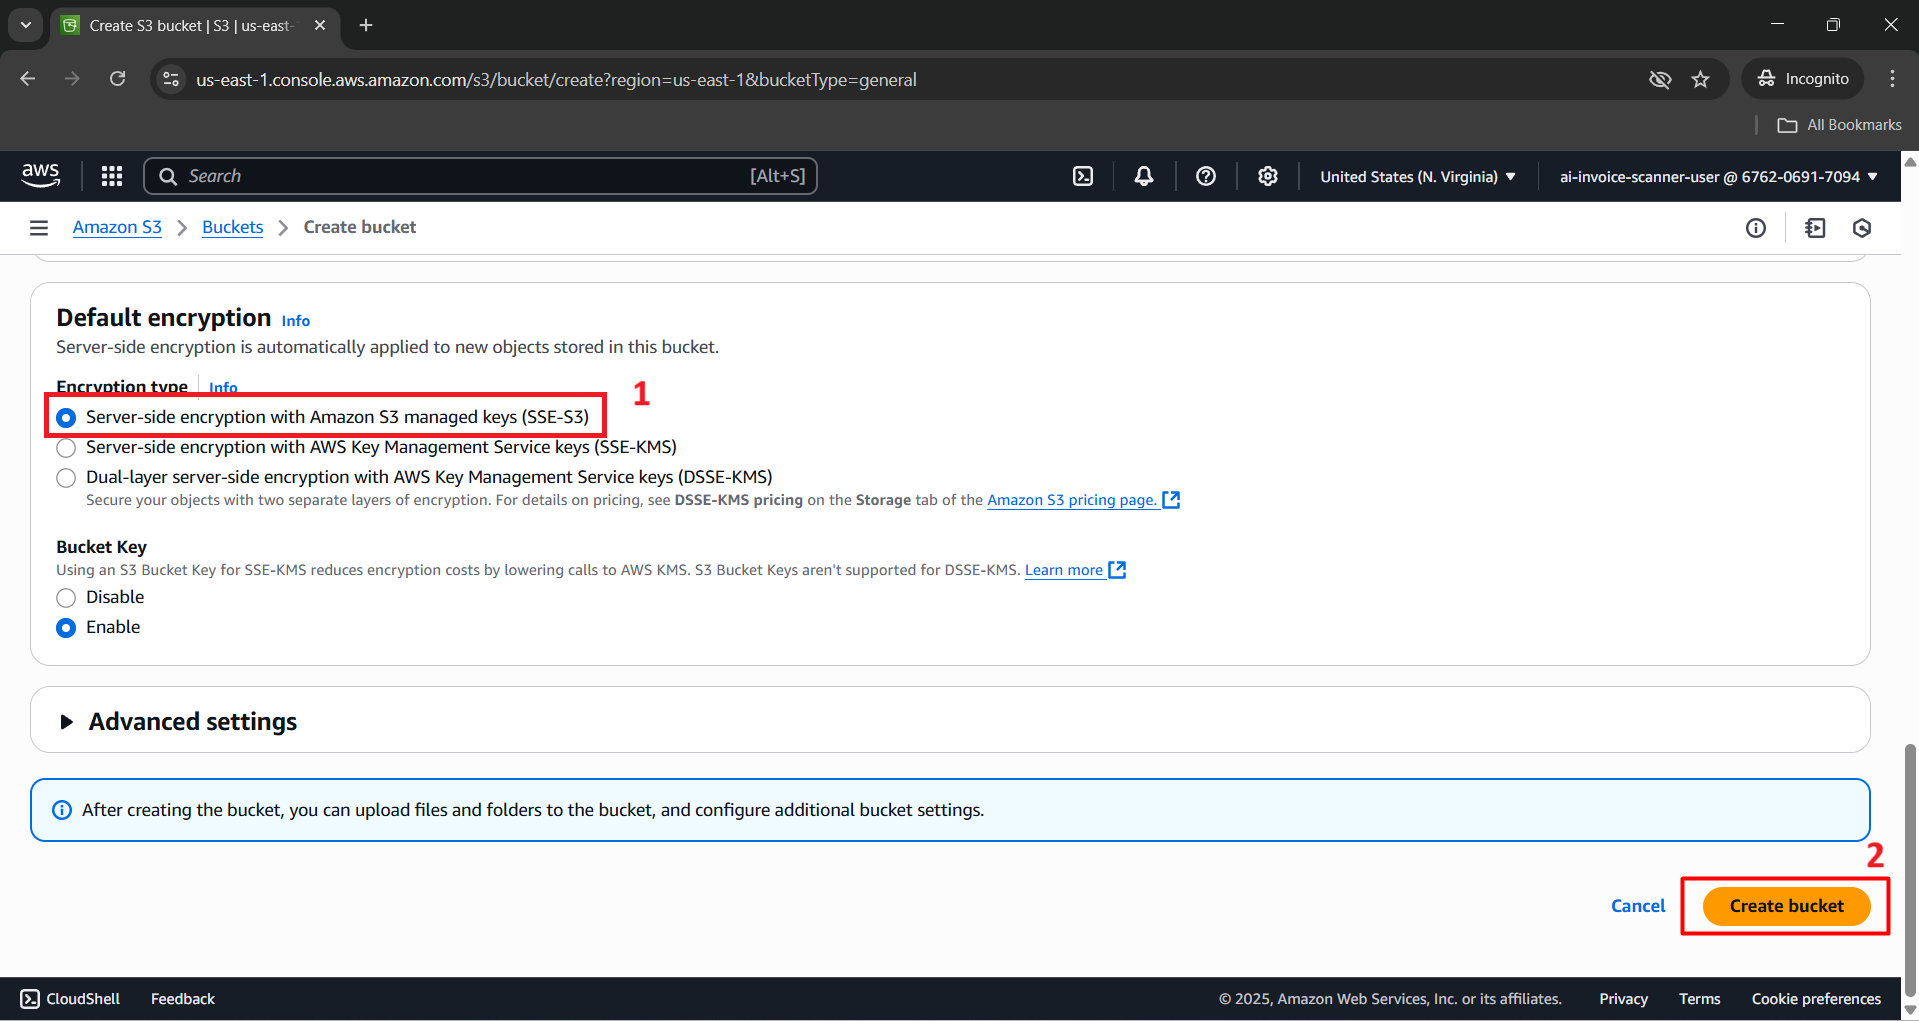 Create S3 bucket | S3 | us-east-
us-east-1.console.aws.amazon.com/s3/bucket/create?region=us-east-1&bucketType=general
Incognito
All Bookmarks
aws
Search
[Alt+S]
United States (N. Virginia)
ai-invoice-scanner-user @ 6762-0691-7094
Amazon S3 > Buckets > Create bucket
Default encryption Info
Server-side encryption is automatically applied to new objects stored in this bucket.
Encryption type | Info
1
Server-side encryption with Amazon S3 managed keys (SSE-S3)
Server-side encryption with AWS Key Management Service keys (SSE-KMS)
Dual-layer server-side encryption with AWS Key Management Service keys (DSSE-KMS)
Secure your objects with two separate layers of encryption. For details on pricing, see DSSE-KMS pricing on the Storage tab of the Amazon S3 pricing page.
Bucket Key
Using an S3 Bucket Key for SSE-KMS reduces encryption costs by lowering calls to AWS KMS. S3 Bucket Keys aren't supported for DSSE-KMS. Learn more
Disable
Enable
Advanced settings
After creating the bucket, you can upload files and folders to the bucket, and configure additional bucket settings.
2
Cancel
Create bucket
CloudShell
Feedback
© 2025, Amazon Web Services, Inc. or its affiliates.
Privacy
Terms
Cookie preferences